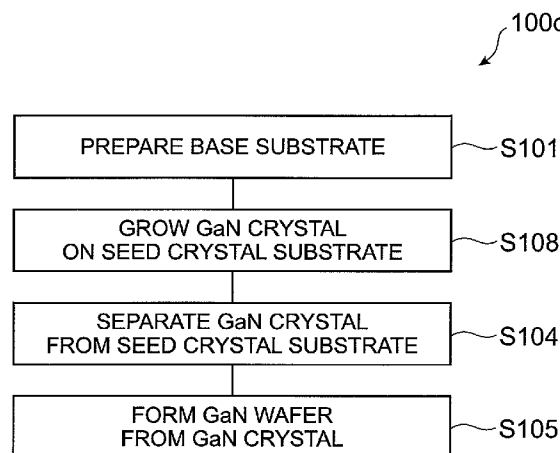 100c
PREPARE BASE SUBSTRATE
S101
GROW GaN CRYSTAL
ON SEED CRYSTAL SUBSTRATE
S108
SEPARATE GaN CRYSTAL
FROM SEED CRYSTAL SUBSTRATE
S104
FORM GaN WAFER
FROM GaN CRYSTAL
S105